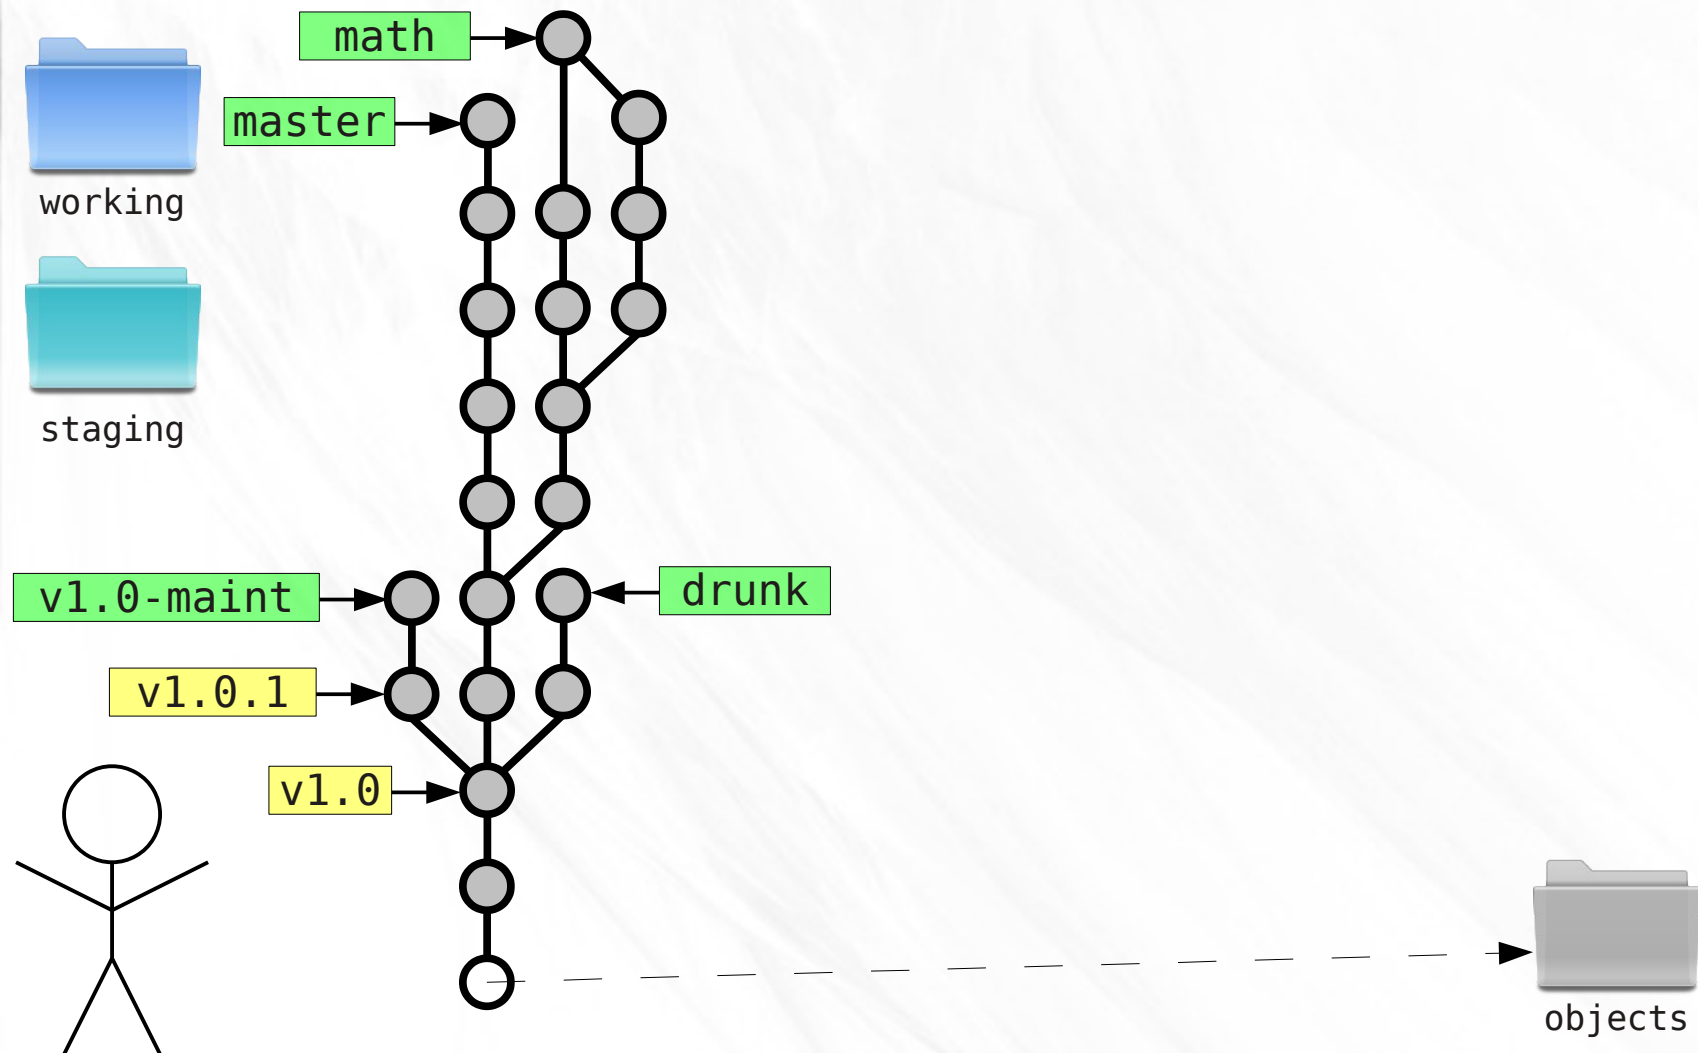 math
master
working
staging
v1.0-maint
drunk
v1.0.1
v1.0
objects